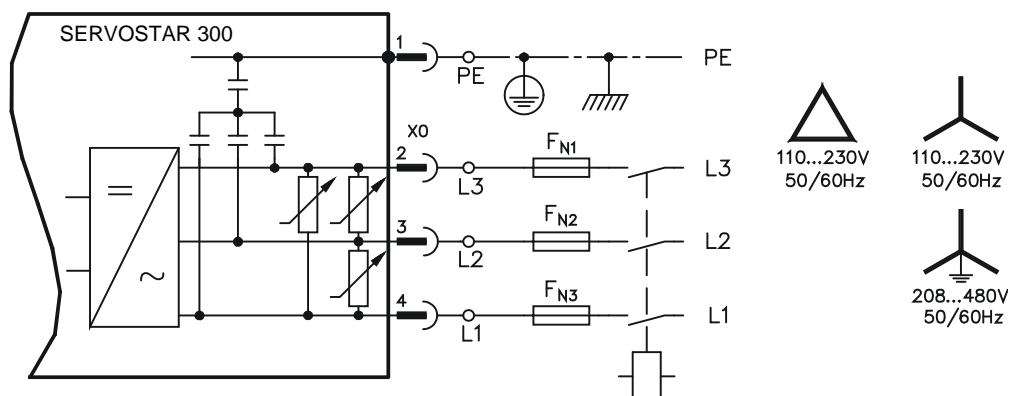 SERVOSTAR 300
1
PE
PE
X0
2
L3
FN1
L3
3
L2
FN2
L2
4
L1
FN3
L1
=
~
110...230V
50/60Hz
110...230V
50/60Hz
208...480V
50/60Hz